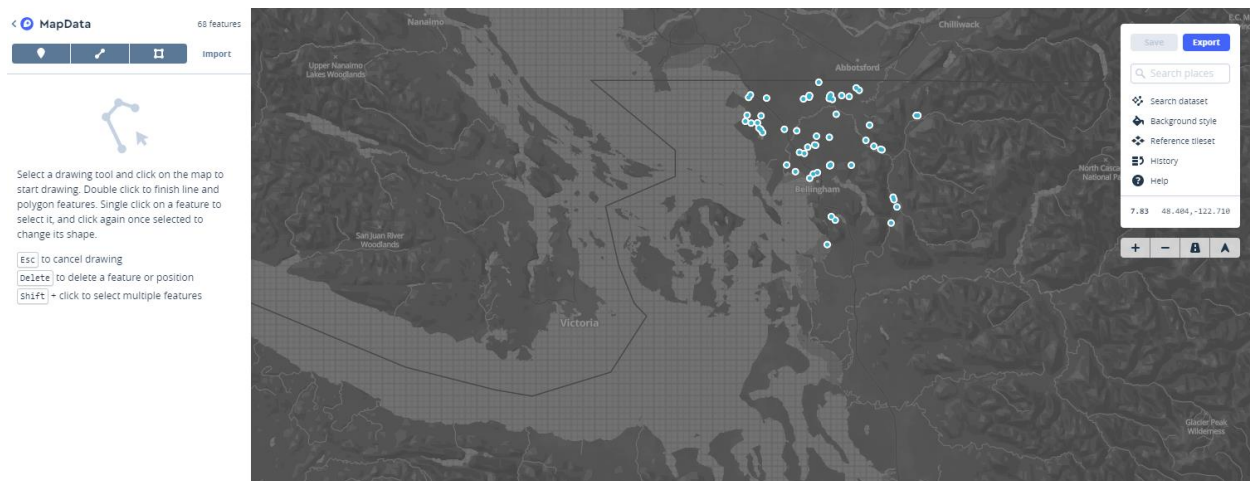 MapData
68 features
Import
Select a drawing tool and click on the map to
start drawing. Double click to finish line and
polygon features. Single click on a feature to
select it, and click again once selected to
change its shape.
Esc to cancel drawing
Delete to delete a feature or position
Shift + click to select multiple features
Nanaimo
Chilliwack
Upper Nanaimo
Lakes Woodlands
Abbotsford
Bellingham
San Juan River
Woodlands
Victoria
North Casca
National Pa
Glacier Peak
Wilderness
E.C. M
Save
Export
Search places
Search dataset
Background style
Reference tileset
History
Help
7.83 48.404,-122.710